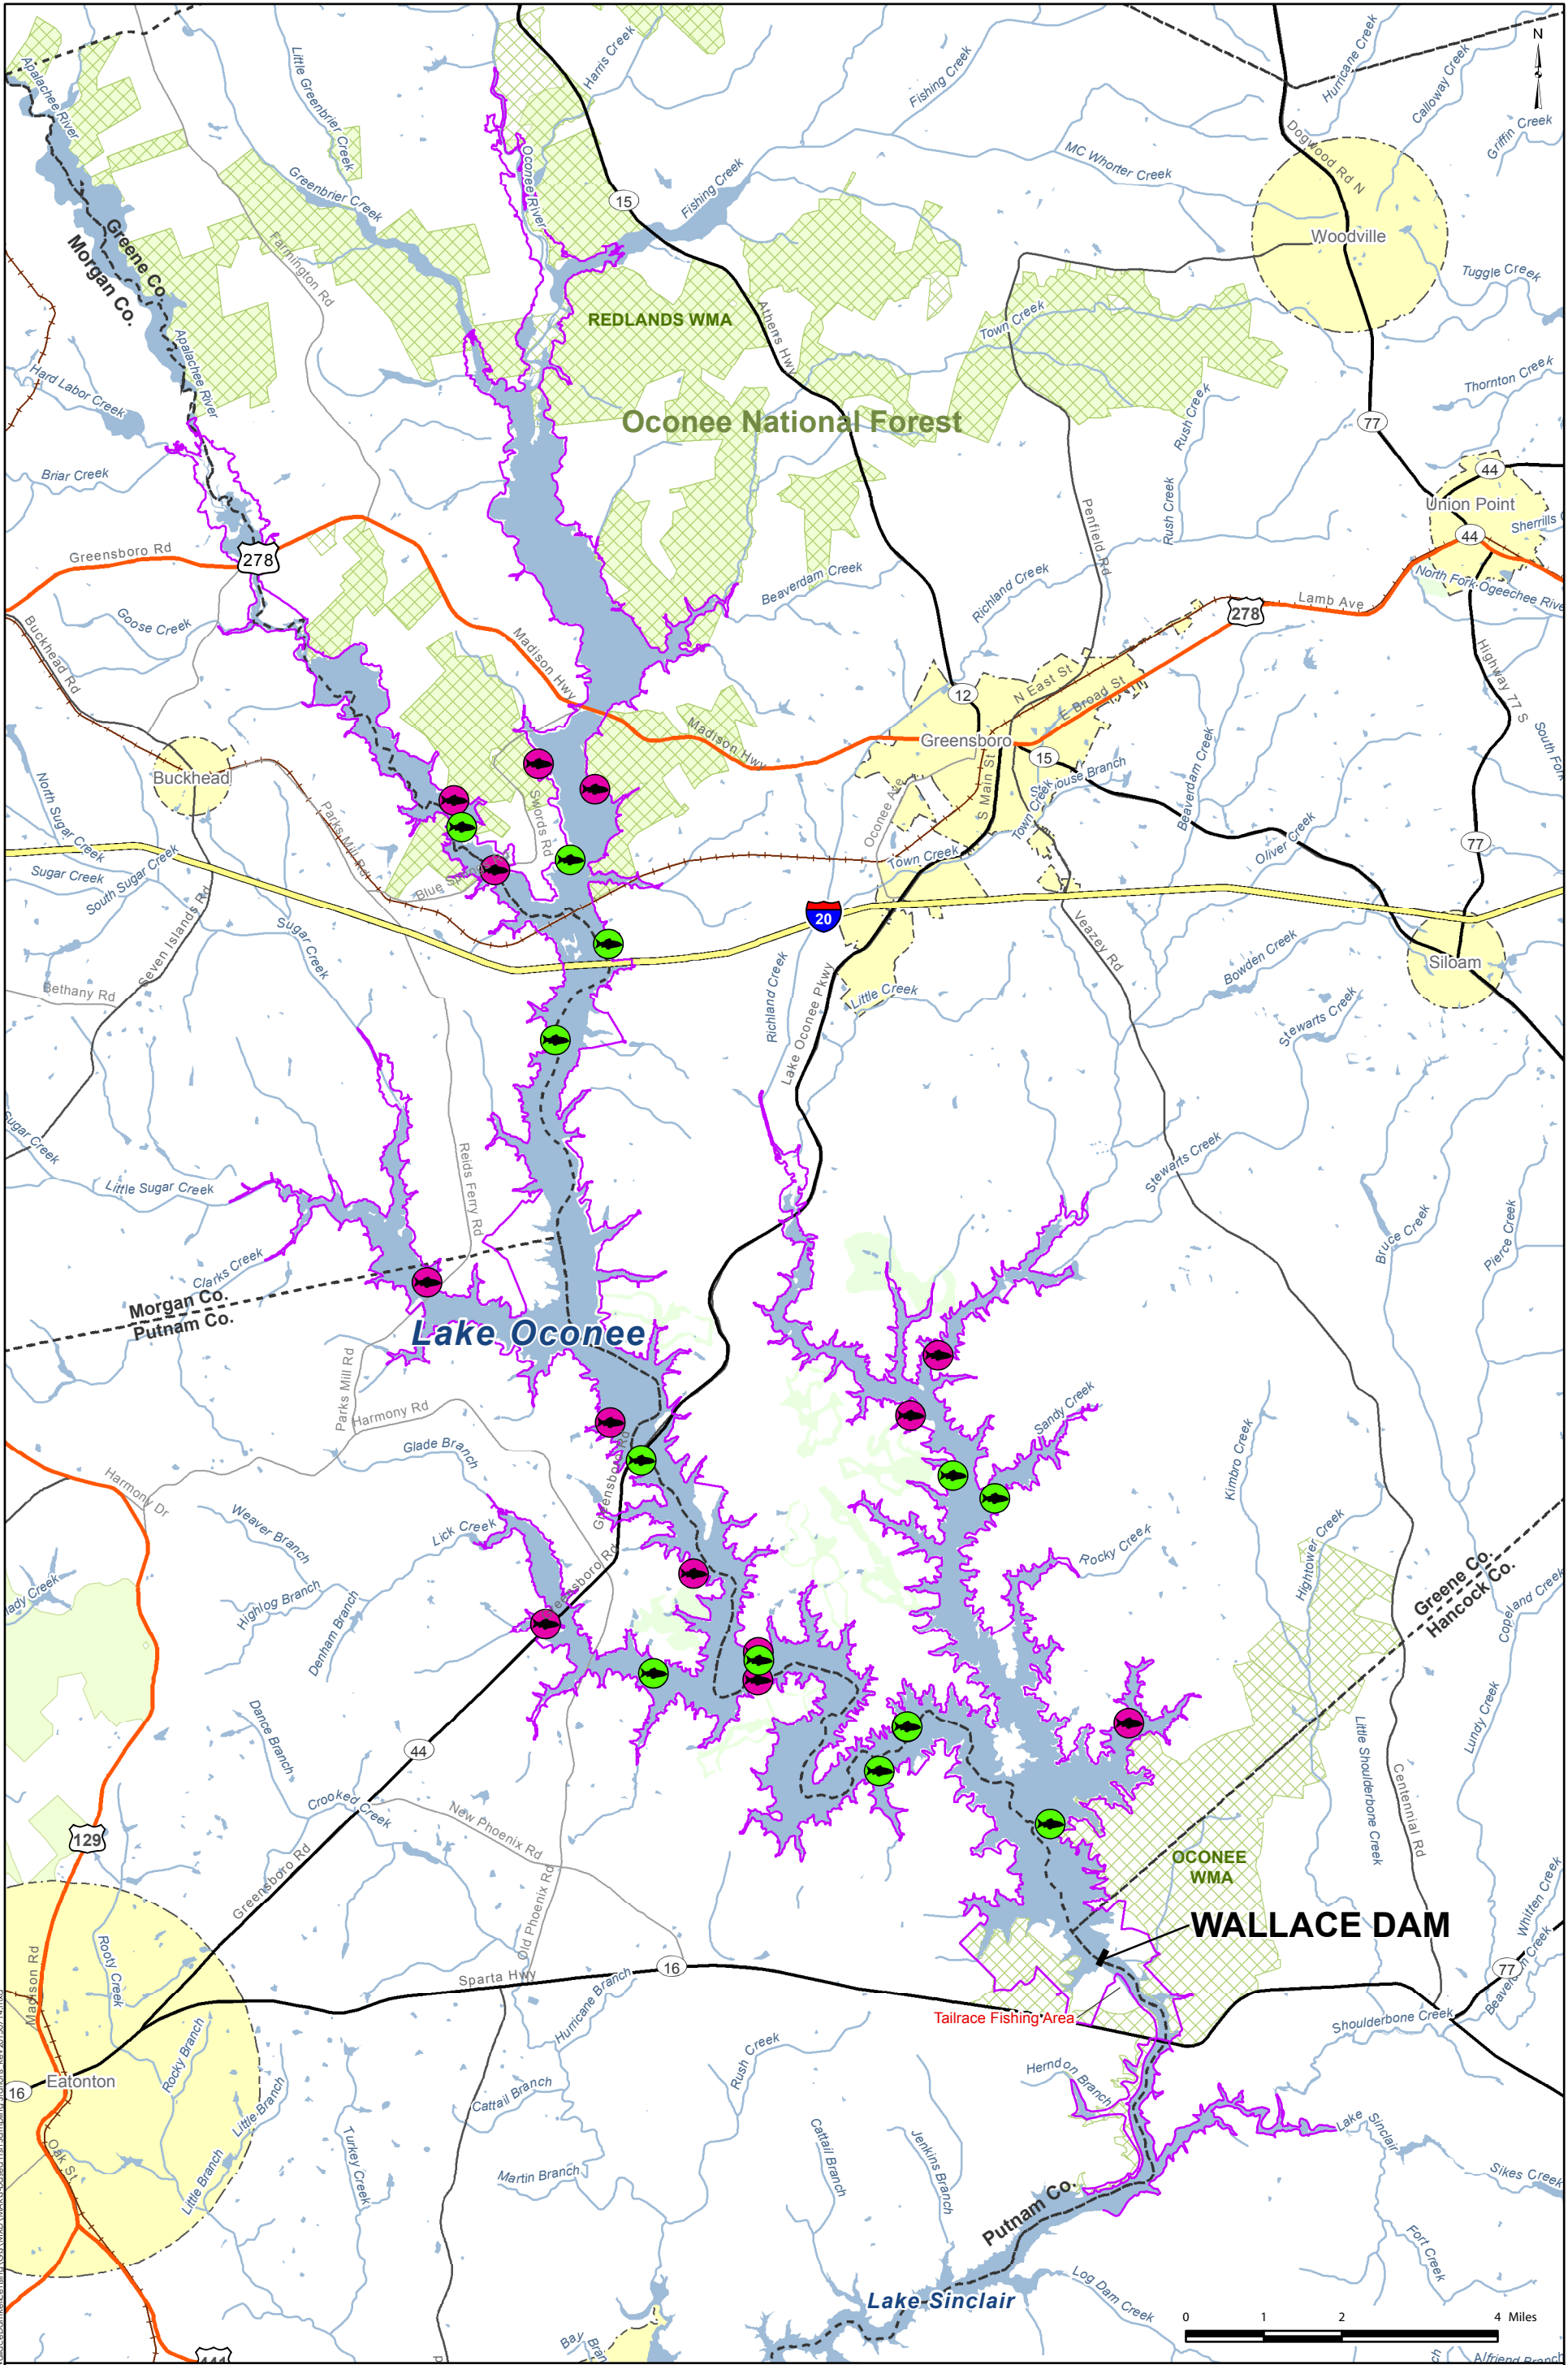 N
Apalachee River
Little Greenbrier Creek
Harris Creek
Fishing Creek
Hurricane Creek
Calloway Creek
Griffin Creek
Dogwood Rd N
MC Whorter Creek
Oconee River
Greenbrier Creek
15
Fishing Creek
Woodville
Greene Co.
Morgan Co.
Farmington Rd
Tuggle Creek
REDLANDS WMA
Athens Hwy
Town Creek
Apalachee River
Hard Labor Creek
Thornton Creek
Rush Creek
Oconee National Forest
77
44
Briar Creek
Union Point
Rush Creek
Penfield Rd
Sherrills
44
Greensboro Rd
278
Beaverdam Creek
Richland Creek
North Fork Ogeechee Rive
Lamb Ave
278
Goose Creek
Buckhead Rd
Madison Hwy
Highway 77 S
N East St
12
E Broad St
Madison Hwy
Greensboro
South Fork
15
Buckhead
House Branch
Beaverdam Creek
North Sugar Creek
Swords Rd
Parks Mill Rd
Oconee Ave
S Main St
Town Creek
Oliver Creek
77
Town Creek
Sugar Creek
South Sugar Creek
Seven Islands Rd
20
Sugar Creek
Veazey Rd
Siloam
Bethany Rd
Richland Creek
Lake Oconee Pkwy
Little Creek
Bowden Creek
Stewarts Creek
Sugar Creek
Reids Ferry Rd
Little Sugar Creek
Stewarts Creek
Bruce Creek
Pierce Creek
Clarks Creek
Morgan Co.
Putnam Co.
Lake Oconee
Parks Mill Rd
Harmony Rd
Sandy Creek
Glade Branch
Kimbro Creek
Harmony Dr
Greensboro Rd
Weaver Branch
Lick Creek
Rocky Creek
Hightower Creek
Greene Co.
Hancock Co.
Copeland Creek
Highlog Branch
Denham Branch
Greensboro Rd
Dance Branch
44
Little Shoulderbone Creek
Lundy Creek
Crooked Creek
New Phoenix Rd
Centennial Rd
129
OCONEE
WMA
Greensboro Rd
Old Phoenix Rd
Whitten Creek
WALLACE DAM
Rooty Creek
Madison Rd
Sparta Hwy
16
77
Hurricane Branch
Tailrace Fishing Area
Shoulderbone Creek
Rocky Branch
Rush Creek
Herndon Branch
16
Eatonton
Cattail Branch
Little Branch
Lake Sinclair
Oak St
Turkey Creek
Cattail Branch
Jenkins Branch
Martin Branch
Sikes Creek
Little Branch
Putnam Co.
Fort Creek
Log Dam Creek
Lake Sinclair
0 1 2 4 Miles
Bay
441
Alfriend Branch